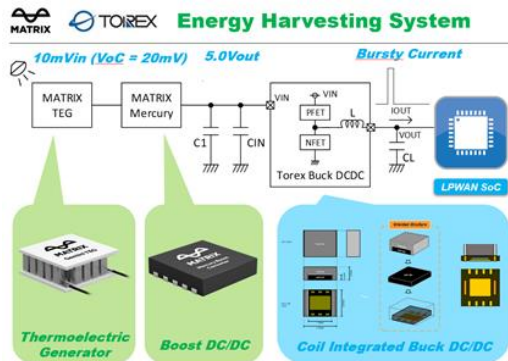 MATRIX
TOIREX
Energy Harvesting System
10mVin (VoC = 20mV)
5.0Vout
Bursty Current
MATRIX
TEG
MATRIX
Mercury
C1
CIN
VIN
VIN
PFET
NFET
L
Torex Buck DCDC
IOUT
VOUT
CL
LPWAN SoC
MATRIX
MATRIX
Thermoelectric
Generator
Boost DC/DC
Coil Integrated Buck DC/DC